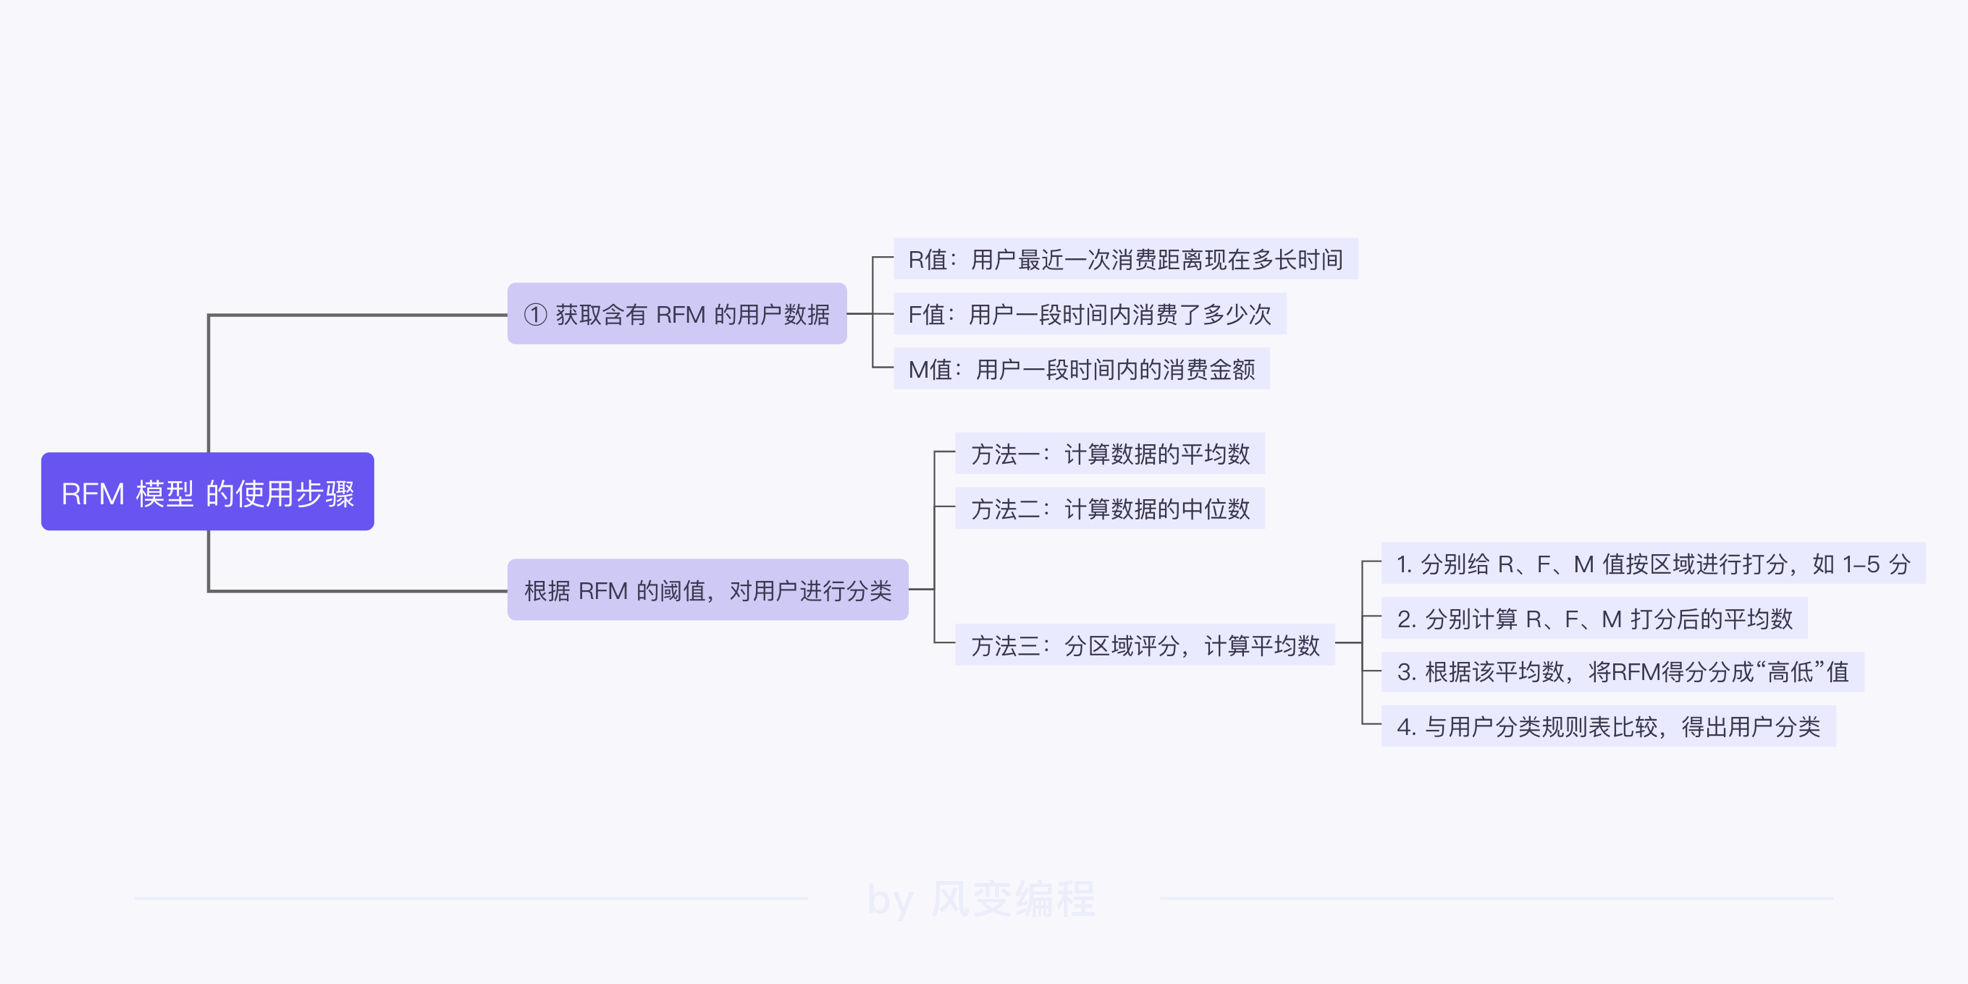 RFM 模型 的使用步骤
① 获取含有 RFM 的用户数据
R值：用户最近一次消费距离现在多长时间
F值：用户一段时间内消费了多少次
M值：用户一段时间内的消费金额
根据 RFM 的阈值，对用户进行分类
方法一：计算数据的平均数
方法二：计算数据的中位数
方法三：分区域评分，计算平均数
1. 分别给 R、F、M 值按区域进行打分，如 1-5 分
2. 分别计算 R、F、M 打分后的平均数
3. 根据该平均数，将RFM得分分成“高低”值
4. 与用户分类规则表比较，得出用户分类
by 风变编程